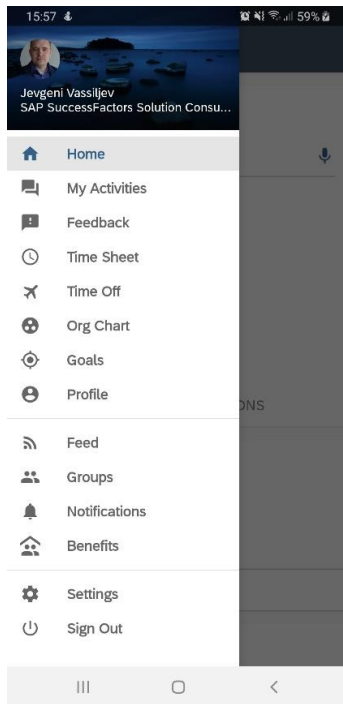 15:57 59%
Jevgeni Vassiljev
SAP SuccessFactors Solution Consu...
Home
My Activities
Feedback
Time Sheet
Time Off
Org Chart
Goals
Profile
ONS
Feed
Groups
Notifications
Benefits
Settings
Sign Out